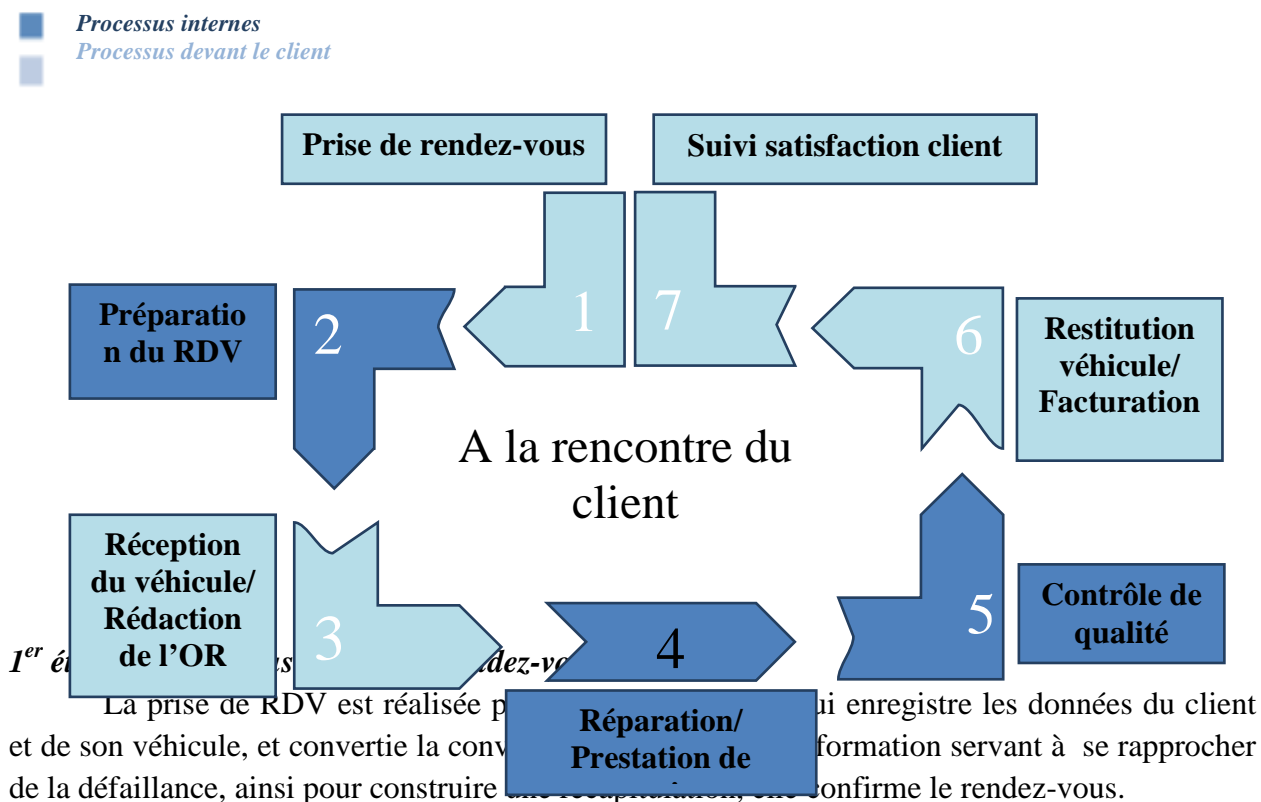 Processus internes
Processus devant le client
Prise de rendez-vous
Suivi satisfaction client
1
7
2
6
Préparatio
n du RDV
Restitution
véhicule/
Facturation
A la rencontre du
client
Réception
du véhicule/
Rédaction
de l’OR
3
4
5
Contrôle de
qualité
Réparation/
Prestation de
1er
La prise de RDV est réalisée enregistre les données du client
et de son véhicule, et convertie la formation servant à se rapprocher
de la défaillance, ainsi pour construire confirme le rendez-vous.